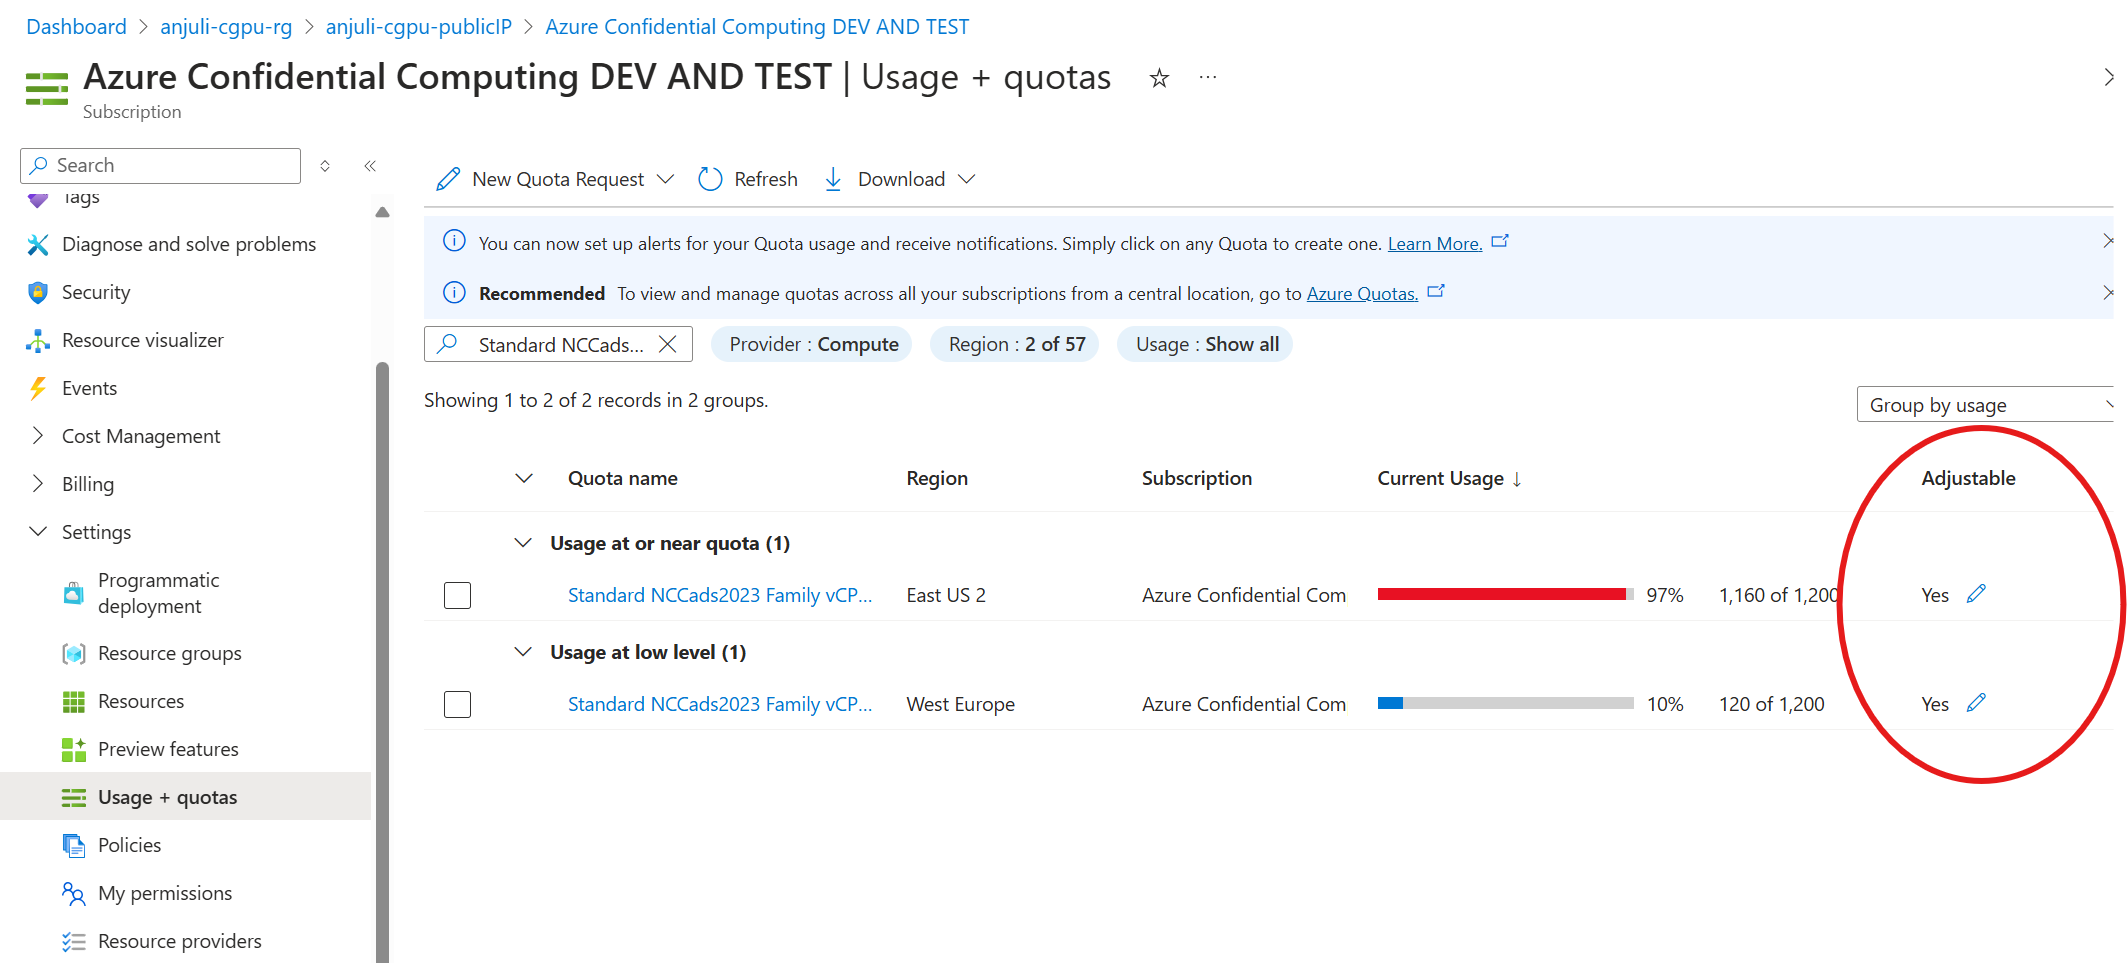 Dashboard > anjuli-cgpu-rg > anjuli-cgpu-publicIP > Azure Confidential Computing DEV AND TEST
Azure Confidential Computing DEV AND TEST | Usage + quotas
Subscription
Search
Tags
Diagnose and solve problems
Security
Resource visualizer
Events
Cost Management
Billing
Settings
Programmatic
deployment
Resource groups
Resources
Preview features
Usage + quotas
Policies
My permissions
Resource providers
New Quota Request Refresh Download
You can now set up alerts for your Quota usage and receive notifications. Simply click on any Quota to create one. Learn More.
Recommended To view and manage quotas across all your subscriptions from a central location, go to Azure Quotas.
Standard NCCads... Provider : Compute Region : 2 of 57 Usage : Show all
Showing 1 to 2 of 2 records in 2 groups.
Group by usage
Quota name Region Subscription Current Usage ↓ Adjustable
Usage at or near quota (1)
Standard NCCads2023 Family vCP... East US 2 Azure Confidential Com 97% 1,160 of 1,200 Yes
Usage at low level (1)
Standard NCCads2023 Family vCP... West Europe Azure Confidential Com 10% 120 of 1,200 Yes